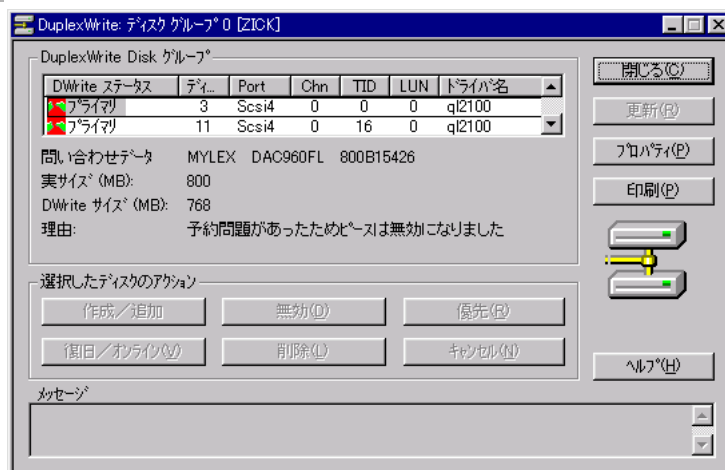 DuplexWrite: ﾃﾞｨｽｸ ｸﾞﾙｰﾌﾟ 0 [ZICK]
DuplexWrite Disk ｸﾞﾙｰﾌﾟ
DWrite ｽﾃｰﾀｽ ﾃﾞｨ... Port Chn TID LUN ﾄﾞﾗｲﾊﾞ名
ﾌﾟﾗｲﾏﾘ 3 Scsi4 0 0 0 ql2100
ﾌﾟﾗｲﾏﾘ 11 Scsi4 0 16 0 ql2100
問い合わせﾃﾞｰﾀ MYLEX DAC960FL 800B15426
実ｻｲｽﾞ (MB): 800
DWrite ｻｲｽﾞ (MB): 768
理由: 予約問題があったためﾋﾟｰｽは無効になりました
選択したﾃﾞｨｽｸのｱｸｼｮﾝ
作成／追加 無効(D) 優先(R)
復旧／ｵﾝﾗｲﾝ(V) 削除(L) ｷｬﾝｾﾙ(N)
ﾒｯｾｰｼﾞ
閉じる(C)
更新(R)
ﾌﾟﾛﾊﾟﾃｨ(P)
印刷(P)
ﾍﾙﾌﾟ(H)